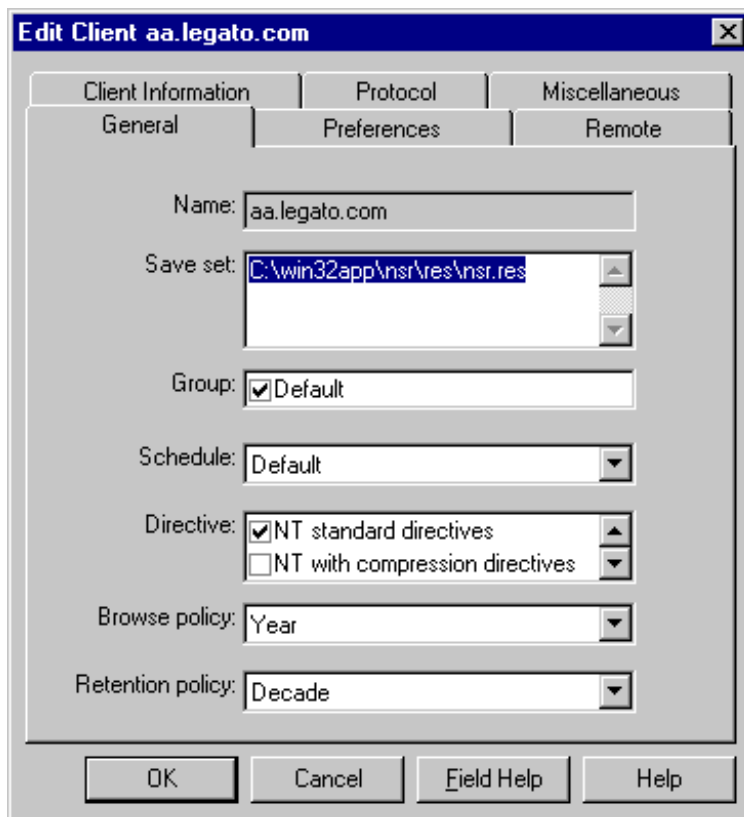 Edit Client aa.legato.com
Client Information Protocol Miscellaneous
General Preferences Remote
Name: aa.legato.com
Save set: C:\win32app\nsr\res\nsr.res
Group: Default
Schedule: Default
Directive: NT standard directives
NT with compression directives
Browse policy: Year
Retention policy: Decade
OK Cancel Field Help Help